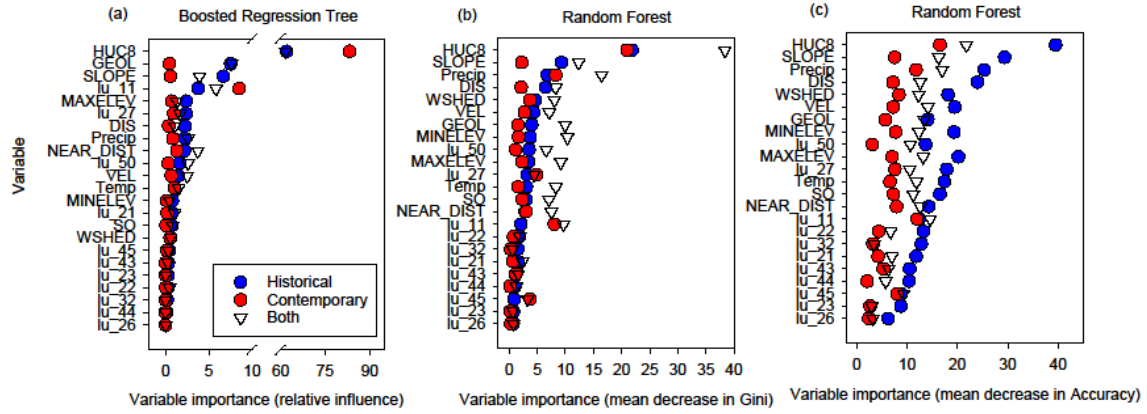 (a)
Boosted Regression Tree
Variable
HUC8
GEOL
SLOPE
lu_11
MAXELEV
lu_27
DIS
Precip
NEAR_DIST
lu_50
VEL
Temp
MINELEV
lu_21
SO
WSHED
lu_45
lu_43
lu_23
lu_22
lu_32
lu_44
lu_26
Historical
Contemporary
Both
0 5 60 75 90
Variable importance (relative influence)
(b)
Random Forest
HUC8
SLOPE
Precip
DIS
WSHED
VEL
GEOL
MINELEV
lu_50
MAXELEV
lu_27
Temp
SO
NEAR_DIST
lu_11
lu_22
lu_32
lu_21
lu_43
lu_44
lu_45
lu_23
lu_26
0 5 10 15 20 25 30 35 40
Variable importance (mean decrease in Gini)
(c)
Random Forest
HUC8
SLOPE
Precip
DIS
WSHED
VEL
GEOL
MINELEV
lu_50
MAXELEV
lu_27
Temp
SO
NEAR_DIST
lu_11
lu_22
lu_32
lu_21
lu_43
lu_44
lu_45
lu_23
lu_26
0 10 20 30 40
Variable importance (mean decrease in Accuracy)